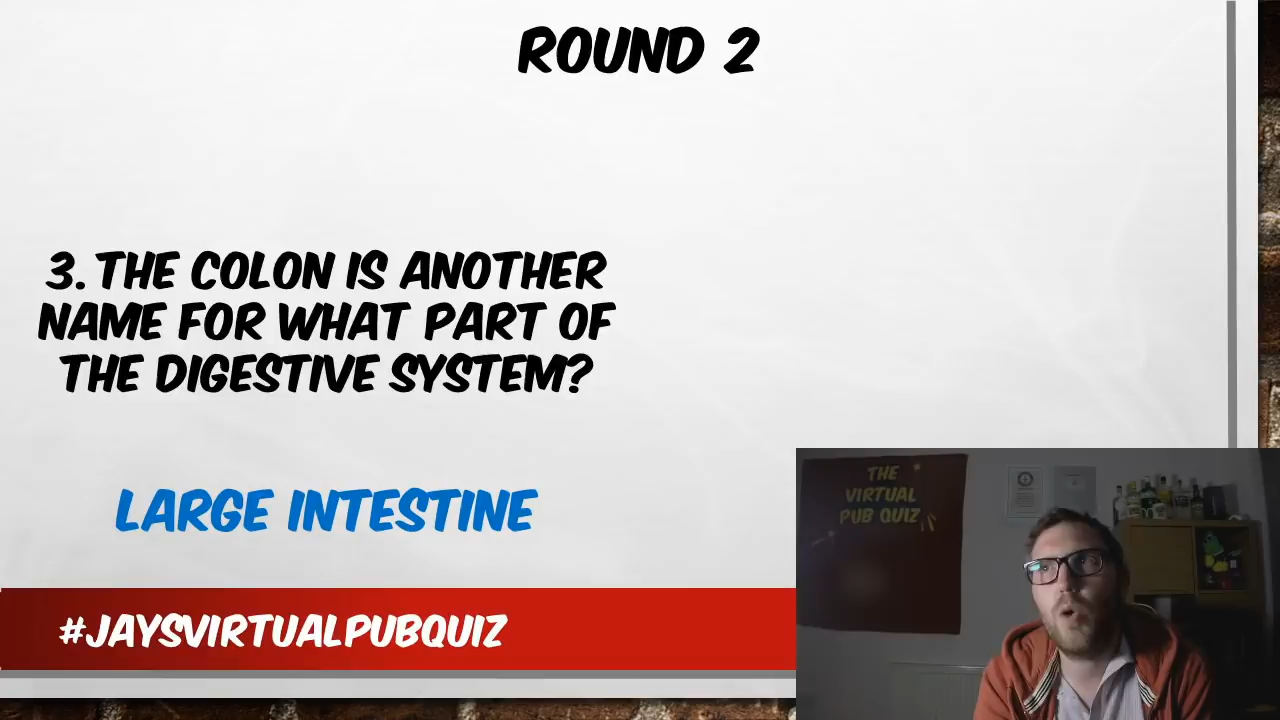 ROUND 2
3. THE COLON IS ANOTHER
NAME FOR WHAT PART OF
THE DIGESTIVE SYSTEM?
LARGE INTESTINE
#JAYSVIRTUALPUBQUIZ
THE
VIRTUAL
PUB QUIZ